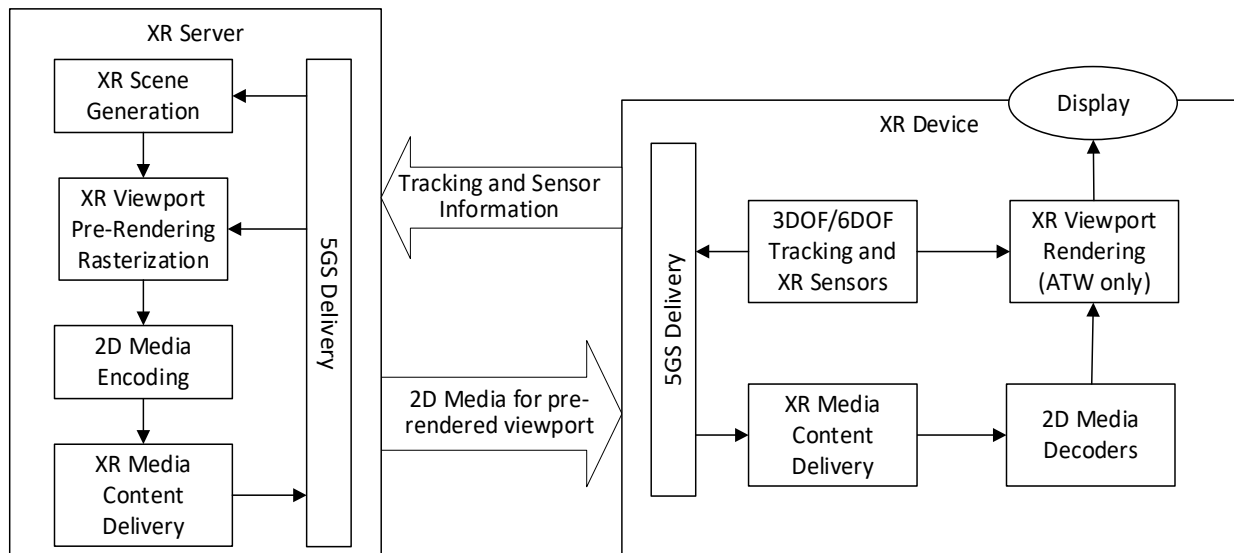 XR Server
XR Scene
Generation
XR Viewport
Pre-Rendering
Rasterization
2D Media
Encoding
XR Media
Content
Delivery
5GS Delivery
Tracking and Sensor
Information
2D Media for pre-
rendered viewport
XR Device
Display
5GS Delivery
3DOF/6DOF
Tracking and
XR Sensors
XR Viewport
Rendering
(ATW only)
XR Media
Content
Delivery
2D Media
Decoders